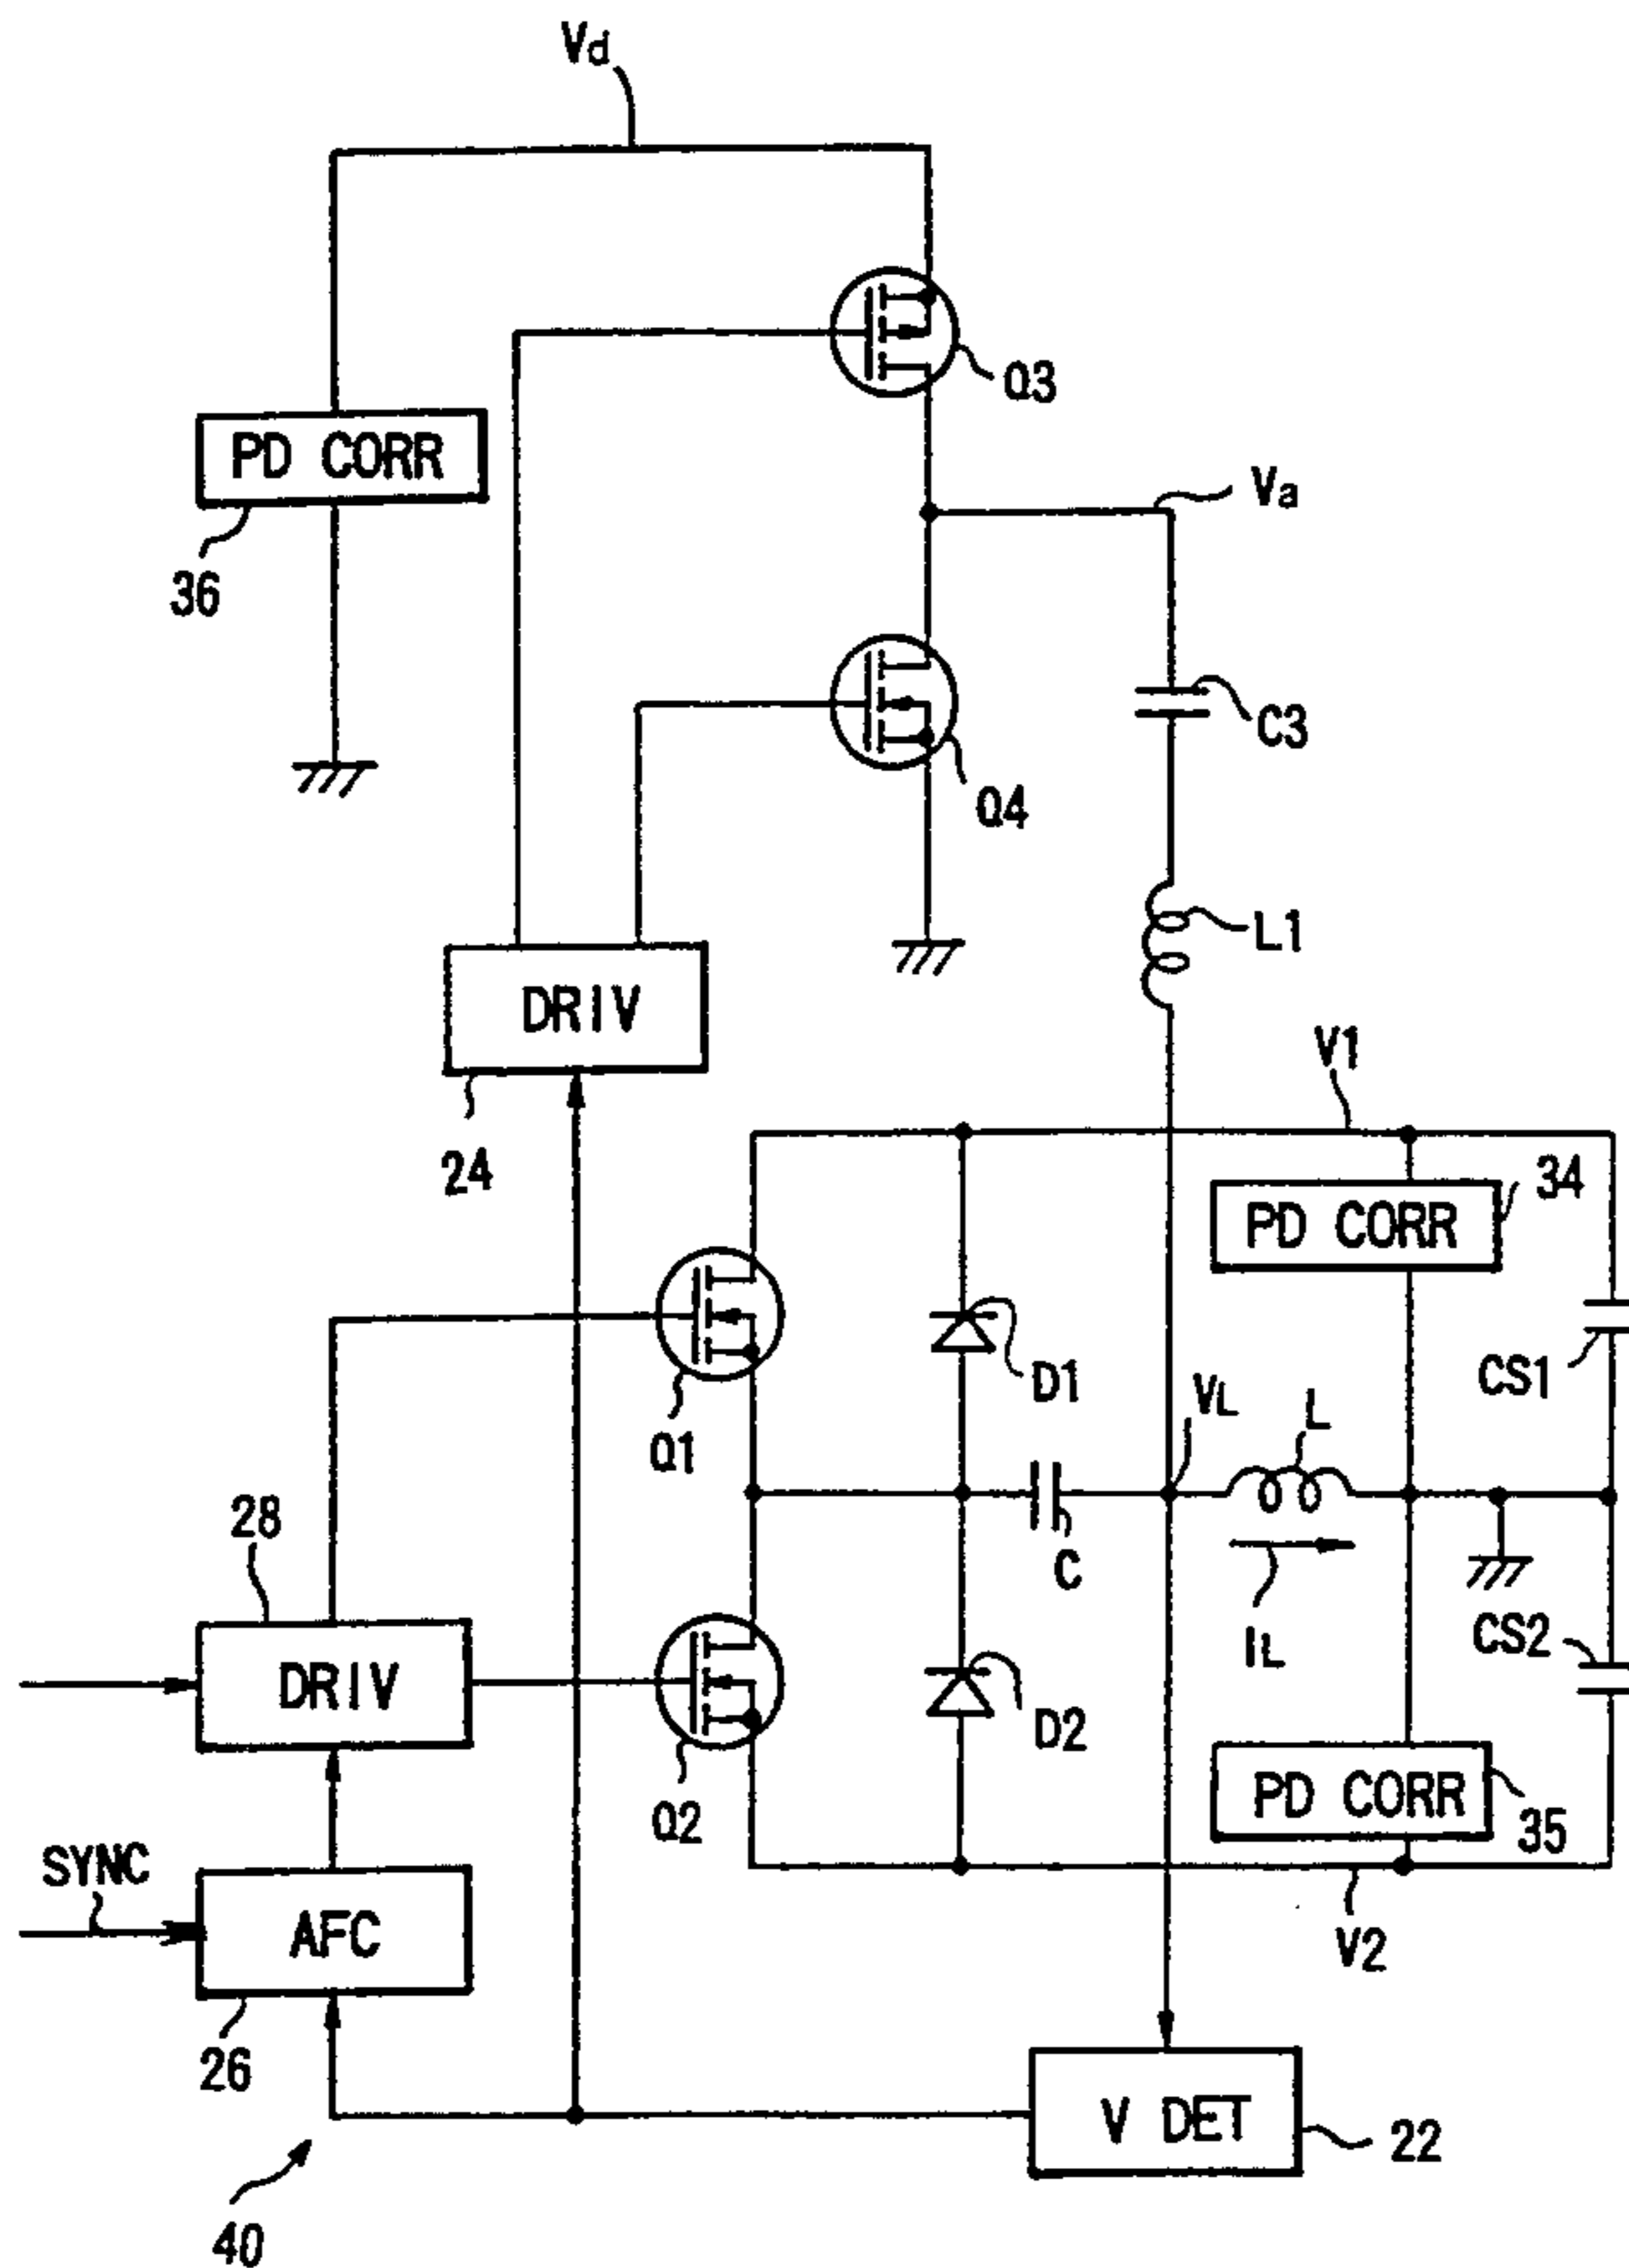 Vd
Q3
PD CORR
Va
36
C3
Q4
L1
DRIV
V1
24
34
PD CORR
D1
CS1
VL
L
Q1
28
C
CS2
IL
DRIV
D2
PD CORR
Q2
35
SYNC
AFC
V2
26
V DET
22
40